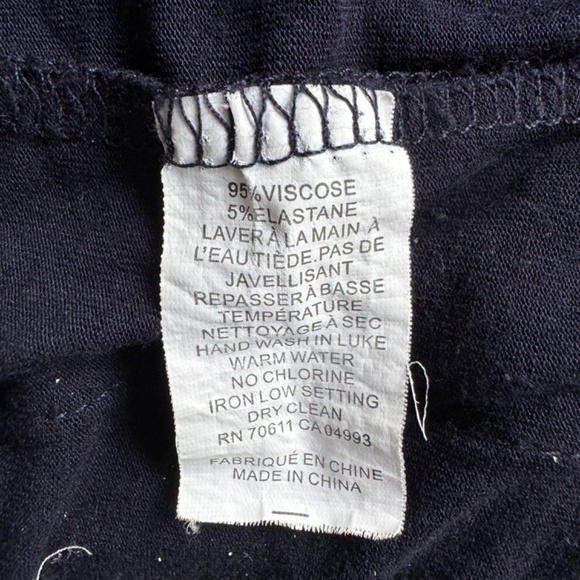 95%VISCOSE
5%ELASTANE
LAVER À LA MAIN À
L'EAU TIÈDE.PAS DE
JAVELLISANT
REPASSER À BASSE
TEMPÉRATURE
NETTOYAGE À SEC
HAND WASH IN LUKE
WARM WATER
NO CHLORINE
IRON LOW SETTING
DRY CLEAN
RN 70611 CA 04993
FABRIQUÉ EN CHINE
MADE IN CHINA